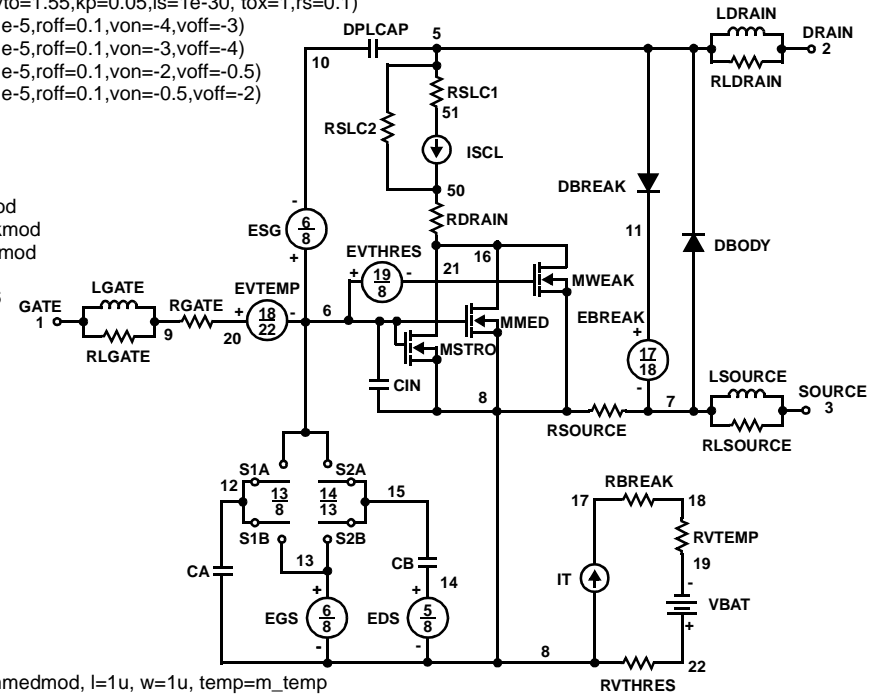 vto=1.55,kp=0.05,is=1e-30, tox=1,rs=0.1)
e-5,roff=0.1,von=-4,voff=-3)
e-5,roff=0.1,von=-3,voff=-4)
e-5,roff=0.1,von=-2,voff=-0.5)
e-5,roff=0.1,von=-0.5,voff=-2)
LDRAIN
DRAIN
2
RLDRAIN
DPLCAP
5
10
RSLC1
51
RSLC2
ISCL
50
RDRAIN
DBREAK
11
DBODY
od
kmod
mod
ESG
6
8
-
+
EVTHRES
+
19
8
-
16
21
MWEAK
LGATE
GATE
1
RLGATE
9
RGATE
20
EVTEMP
+
18
22
-
6
MMED
MSTRO
EBREAK
+
17
18
-
CIN
8
RSOURCE
7
LSOURCE
SOURCE
3
RLSOURCE
S1A
S2A
12
13
8
14
13
15
S1B
S2B
13
CA
CB
14
EGS
+
6
8
-
EDS
+
5
8
-
RBREAK
17
18
RVTEMP
19
IT
VBAT
-
+
8
22
RVTHRES
mmedmod, l=1u, w=1u, temp=m_temp